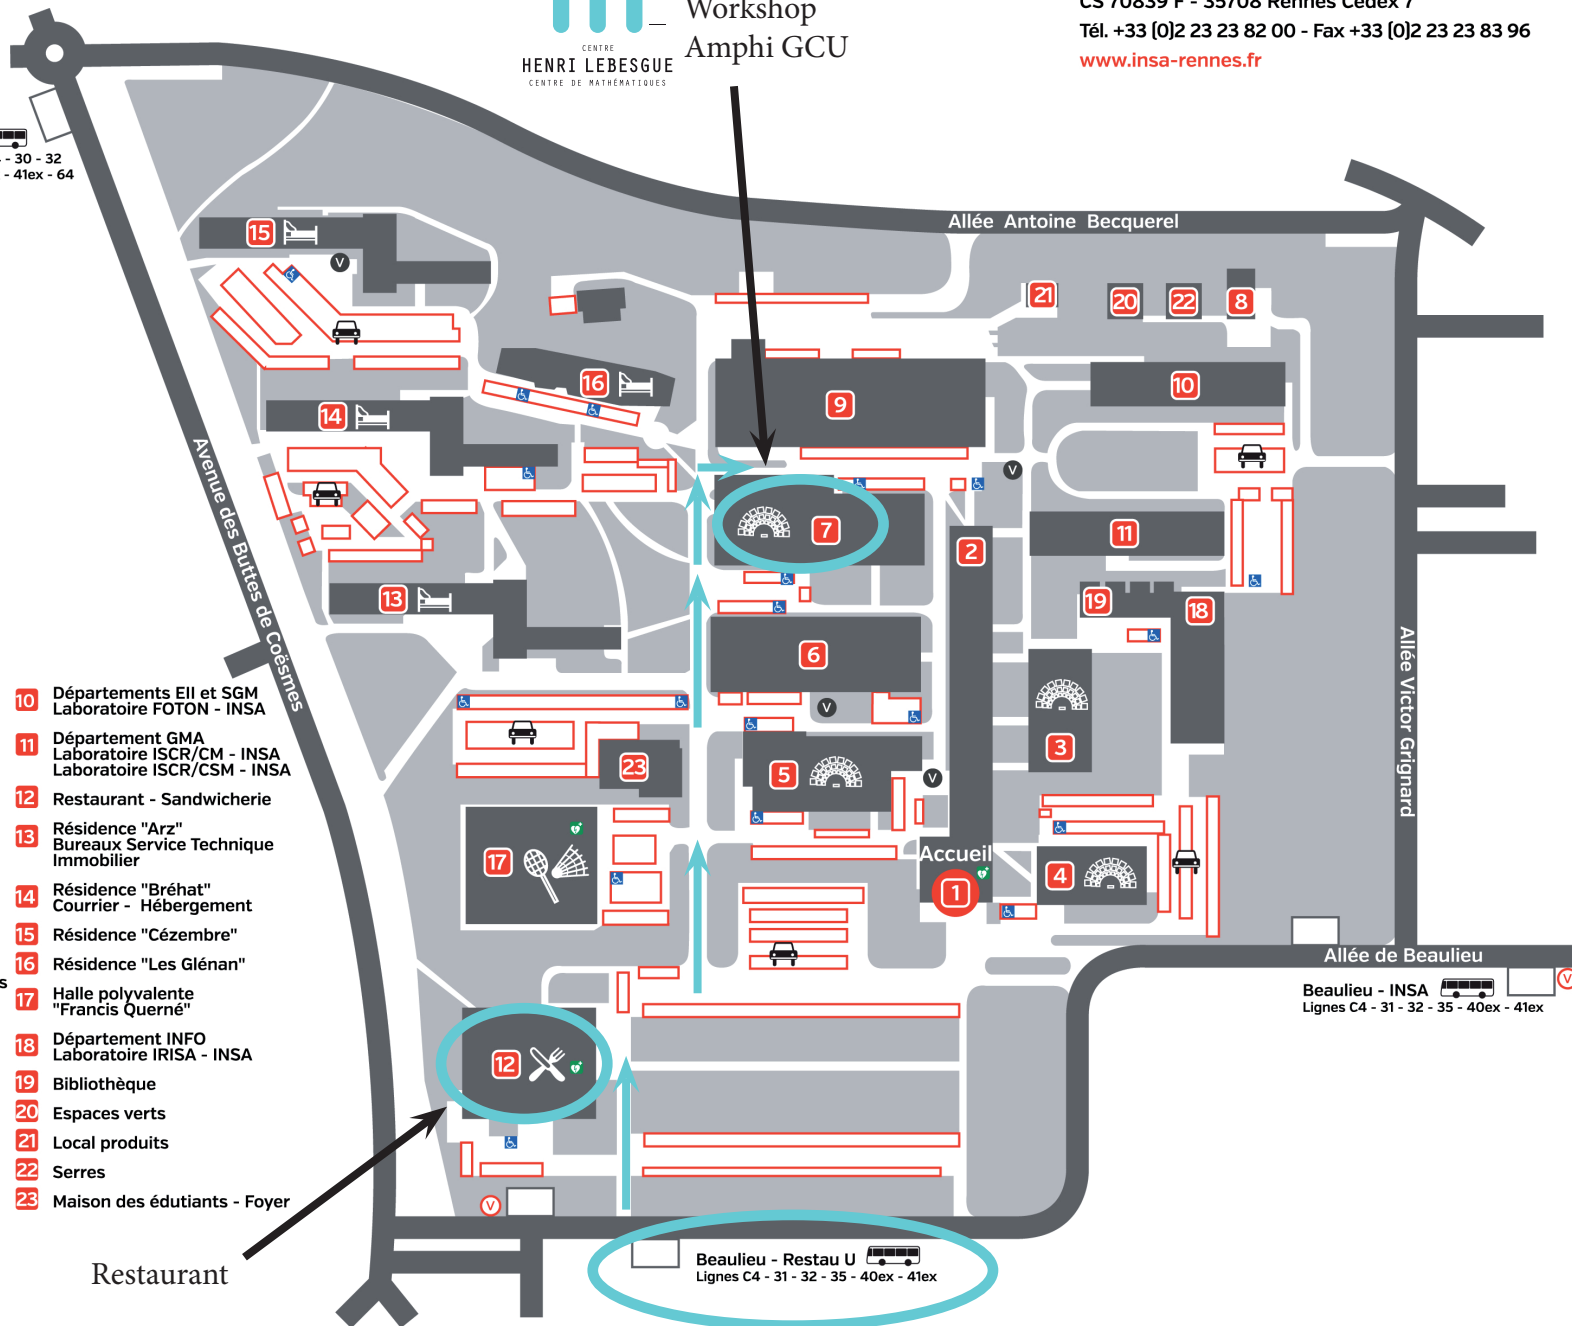 Workshop
Amphi GCU
CENTRE
HENRI LEBESGUE
CENTRE DE MATHÉMATIQUES
CS 70839 F - 35708 Rennes Cedex 7
Tél. +33 (0)2 23 23 82 00 - Fax +33 (0)2 23 23 83 96
www.insa-rennes.fr
- 30 - 32
- 41ex - 64
Allée Antoine Becquerel
15
V
21
20
22
8
16
10
9
14
V
7
2
11
13
19
18
6
3
V
5
V
23
17
Accueil
1
4
12
V
Avenue des Buttes de Coësmes
Allée Victor Grignard
Allée de Beaulieu
Beaulieu - INSA
Lignes C4 - 31 - 32 - 35 - 40ex - 41ex
V
Beaulieu - Restau U
Lignes C4 - 31 - 32 - 35 - 40ex - 41ex
10 Départements EII et SGM
Laboratoire FOTON - INSA
11 Département GMA
Laboratoire ISCR/CM - INSA
Laboratoire ISCR/CSM - INSA
12 Restaurant - Sandwicherie
13 Résidence "Arz"
Bureaux Service Technique
Immobilier
14 Résidence "Bréhat"
Courrier - Hébergement
15 Résidence "Cézembre"
16 Résidence "Les Glénan"
s
17 Halle polyvalente
"Francis Querné"
18 Département INFO
Laboratoire IRISA - INSA
19 Bibliothèque
20 Espaces verts
21 Local produits
22 Serres
23 Maison des édutiants - Foyer
Restaurant